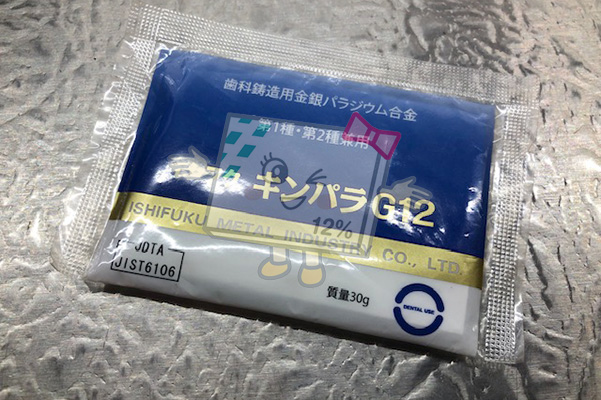 歯科鋳造用金銀パラジウム合金
第1種・第2種兼用
キンパラG12
12%
ISHIFUKU METAL INDUSTRY CO., LTD.
JDTA
JIST6106
質量30g
DENTAL USE